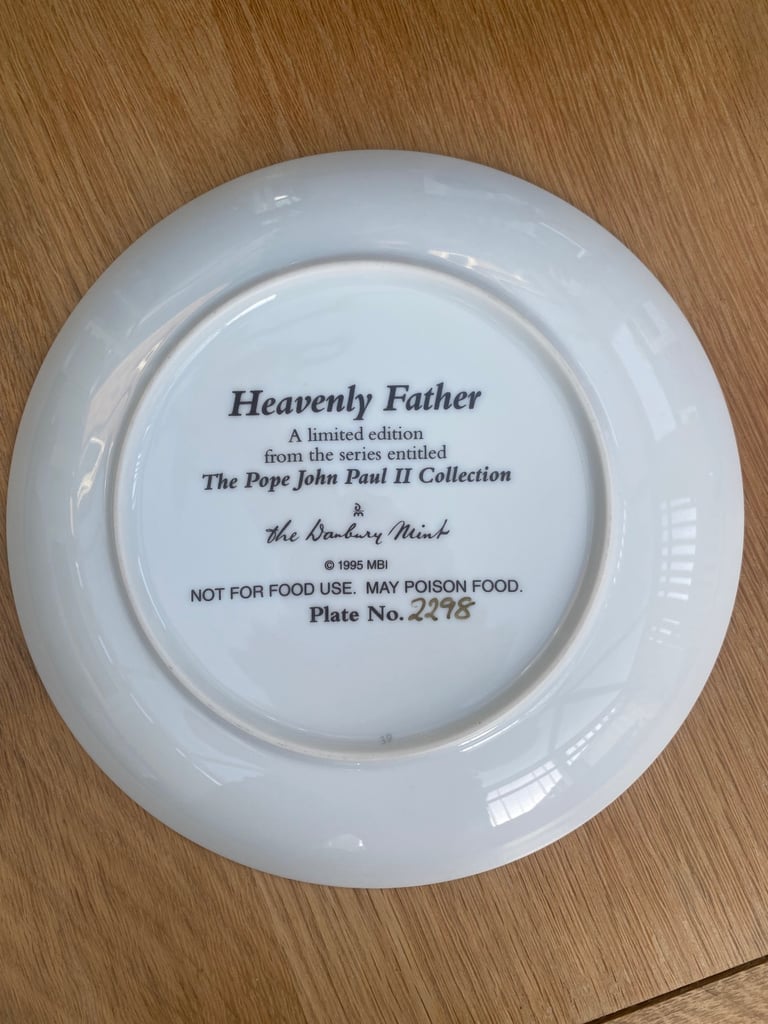 Heavenly Father
A limited edition
from the series entitled
The Pope John Paul II Collection
the Danbury Mint
© 1995 MBI
NOT FOR FOOD USE. MAY POISON FOOD.
Plate No. 2298